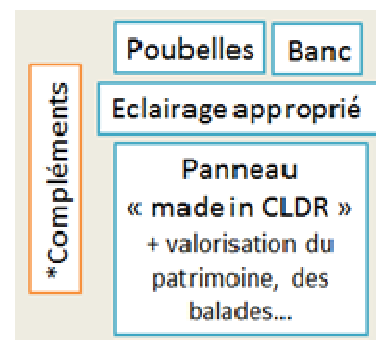 *Compléments
Poubelles
Banc
Eclairage approprié
Panneau
« made in CLDR »
+ valorisation du
patrimoine, des
balades...